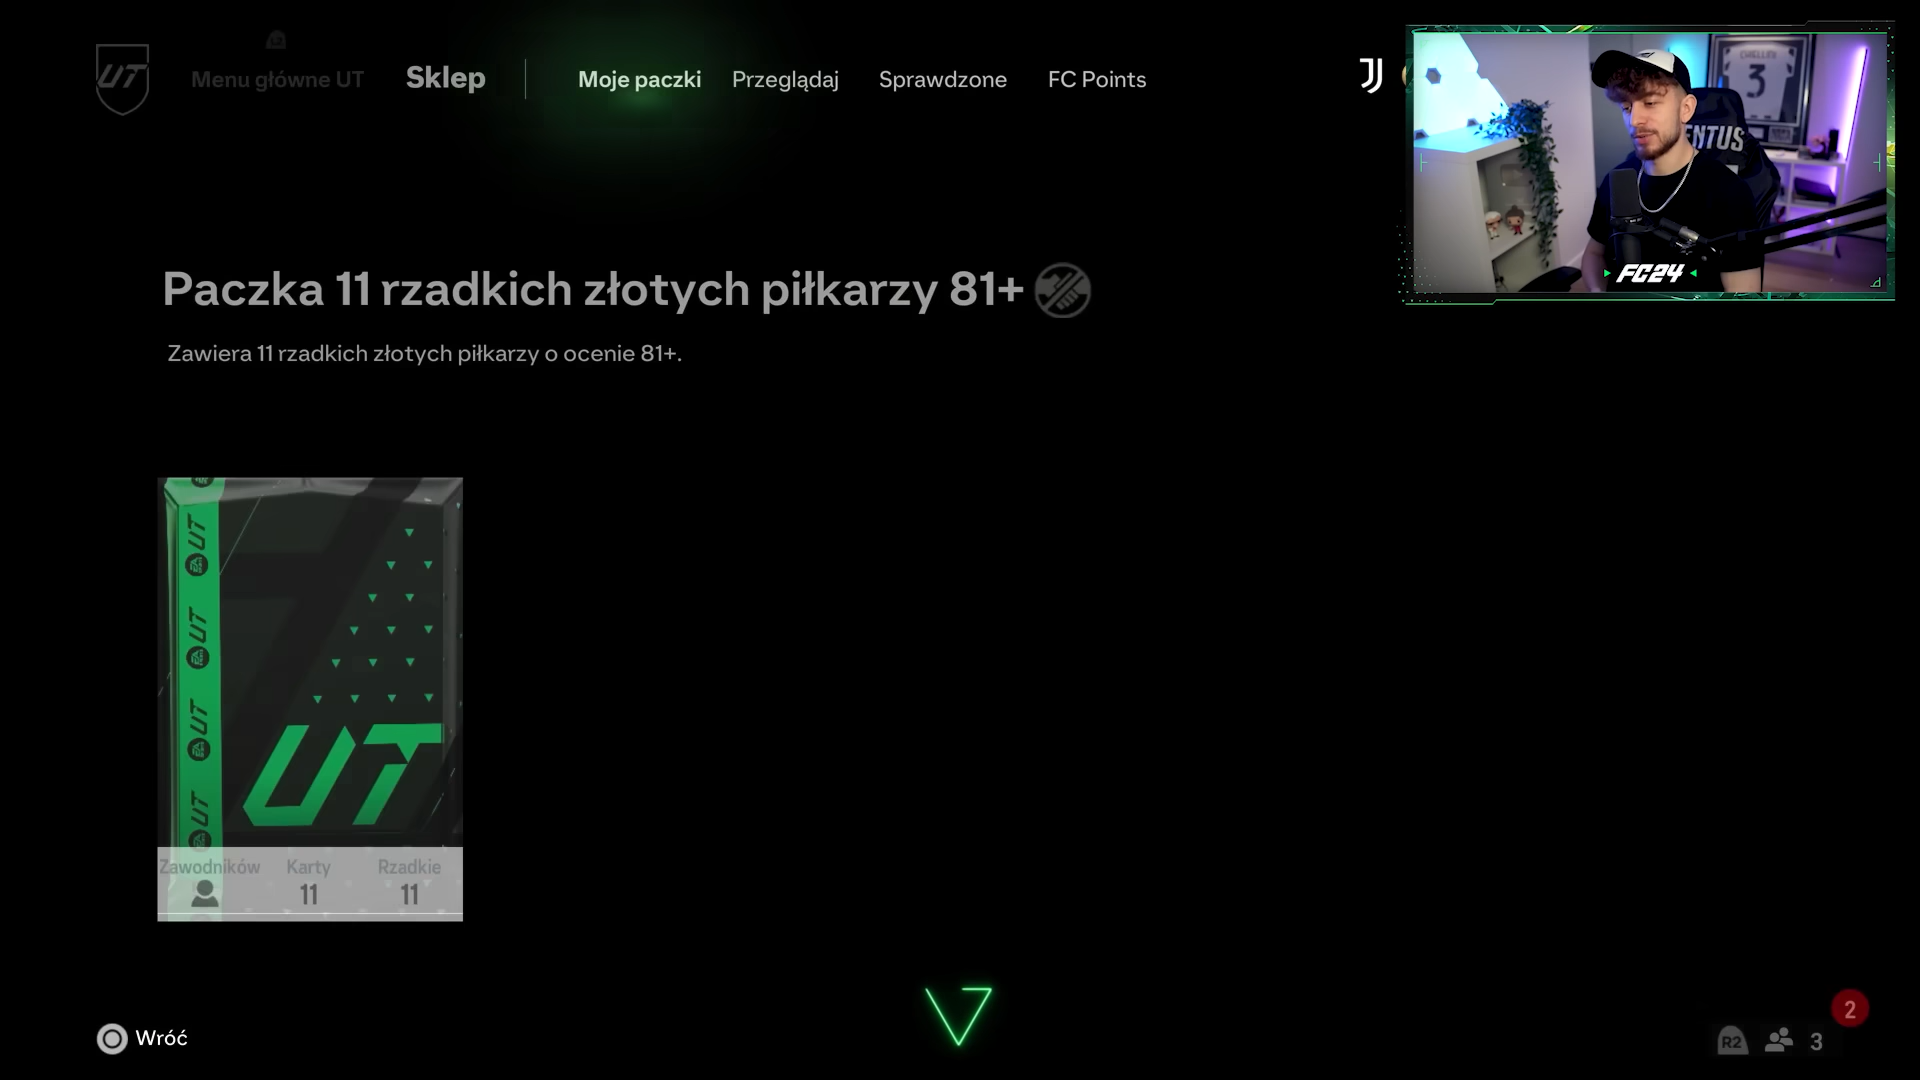 UT
Menu główne UT
Sklep
Moje paczki
Przeglądaj
Sprawdzone
FC Points
3
NTUS
FC24
Paczka 11 rzadkich złotych piłkarzy 81+
Zawiera 11 rzadkich złotych piłkarzy o ocenie 81+.
UT
UT
UT
UT
UT
Zawodników
Karty
Rzadkie
11
11
Wróć
R2
3
2